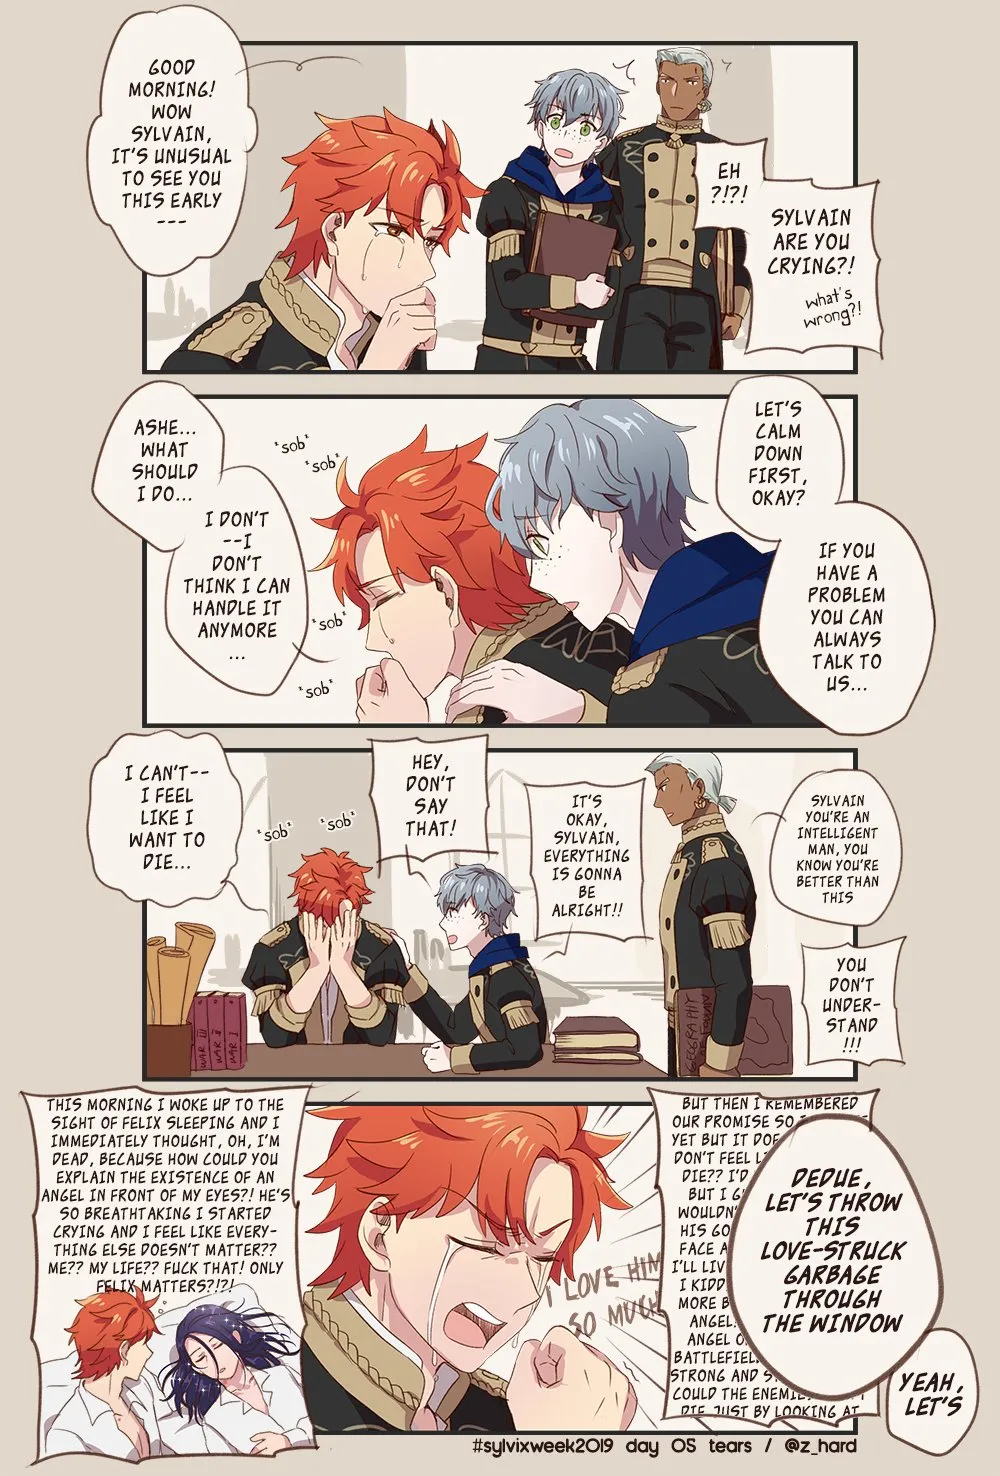 GOOD
MORNING!
WOW
SYLVAIN,
IT'S UNUSUAL
TO SEE YOU
THIS EARLY
---
EH
?!?!
SYLVAIN
ARE YOU
CRYING?!
what's
wrong?!
ASHE...
WHAT
SHOULD
I DO...
*sob*
*sob*
I DON'T
--I
DON'T
THINK I CAN
HANDLE IT
ANYMORE
...
*sob*
*sob*
LET'S
CALM
DOWN
FIRST,
OKAY?
IF YOU
HAVE A
PROBLEM
YOU CAN
ALWAYS
TALK TO
US...
I CAN'T--
I FEEL
LIKE I
WANT TO
DIE...
*sob*
*sob*
HEY,
DON'T
SAY
THAT!
IT'S
OKAY,
SYLVAIN,
EVERYTHING
IS GONNA
BE
ALRIGHT!!
SYLVAIN
YOU'RE AN
INTELLIGENT
MAN, YOU
KNOW YOU'RE
BETTER THAN
THIS
YOU
DON'T
UNDER-
STAND
!!!
WAR III
WAR II
WAR I
THIS MORNING I WOKE UP TO THE
SIGHT OF FELIX SLEEPING AND I
IMMEDIATELY THOUGHT, OH, I'M
DEAD, BECAUSE HOW COULD YOU
EXPLAIN THE EXISTENCE OF AN
ANGEL IN FRONT OF MY EYES?! HE'S
SO BREATHTAKING I STARTED
CRYING AND I FEEL LIKE EVERY-
THING ELSE DOESN'T MATTER??
ME?? MY LIFE?? FUCK THAT! ONLY
FELIX MATTERS?!?!
I LOVE HIM
SO MUCH
BUT THEN I REMEMBERED
OUR PROMISE SO
YET BUT IT
DON'T FEEL
DIE?? I'D
BUT I
WOULDN'T
HIS
FACE
I'LL
I
MORE
ANGEL
ANGEL
BATTLEFIEL
STRONG AND
COULD THE ENEMIE
DIE JUST BY LOOKING AT
DEDUE,
LET'S THROW
THIS
LOVE-STRUCK
GARBAGE
THROUGH
THE WINDOW
YEAH,
LET'S
#sylvixweek2019 day 05 tears / @z_hard